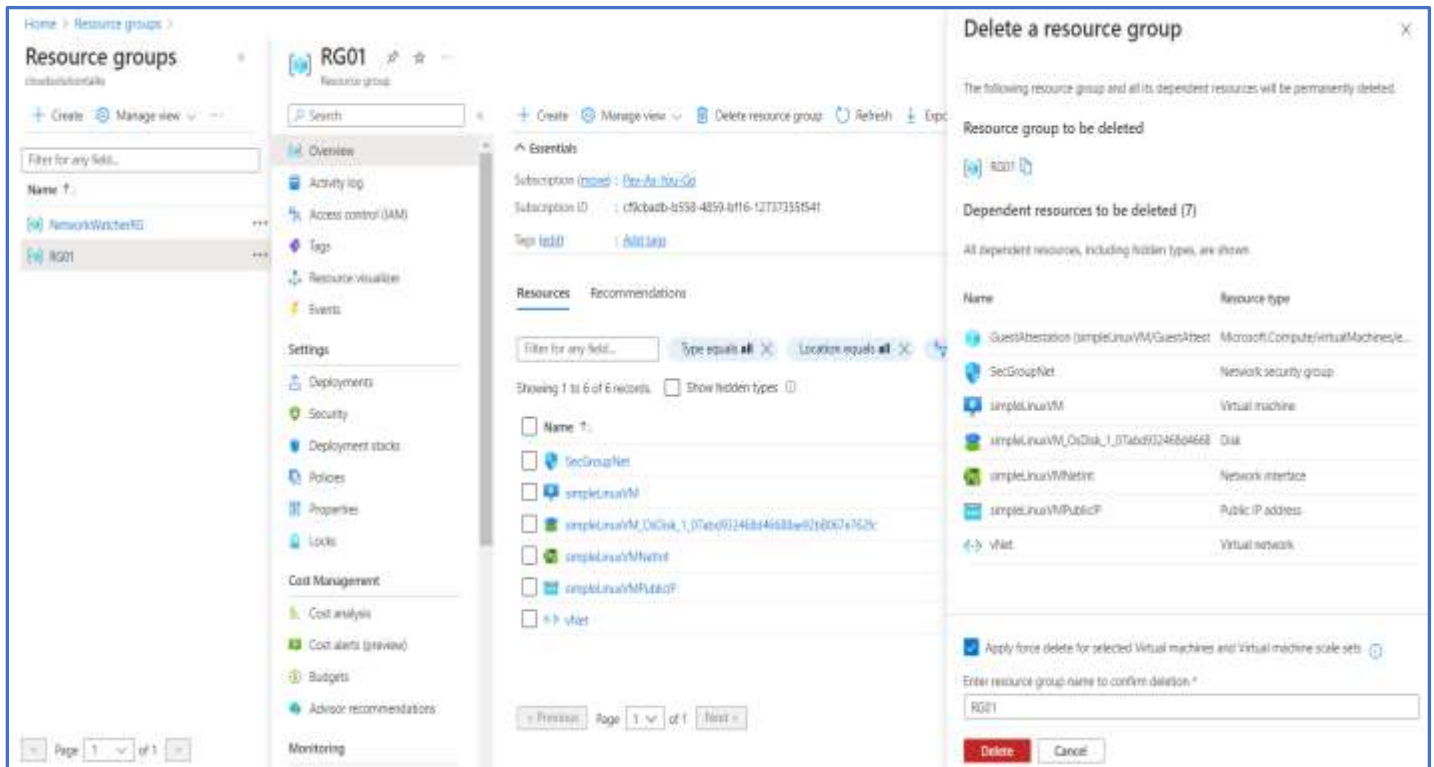 Home > Resource groups >
Resource groups
+ Create Manage view ...
Filter for any field...
Name ↑↓
NetworkWatcherRG ...
RG01 ...
< Page 1 of 1 >
RG01 ...
Resource group
Search
Overview
Activity log
Access control (IAM)
Tags
Resource visualizer
Events
Settings
Deployments
Security
Deployment stacks
Policies
Properties
Locks
Cost Management
Cost analysis
Cost alerts (preview)
Budgets
Advisor recommendations
Monitoring
+ Create Manage view Delete resource group Refresh
Essentials
Subscription (move) : Pay-As-You-Go
Subscription ID :
Tags (edit) : Add tags
Resources Recommendations
Filter for any field... Type equals all × Location equals all ×
Showing 1 to 6 of 6 records. Show hidden types
Name ↑↓
SecGroupNet
simpleLinuxVM
simpleLinuxVMNetInt
simpleLinuxVMPublicIP
vNet
< Previous Page 1 of 1 Next >
Delete a resource group ×
The following resource group and all its dependent resources will be permanently deleted.
Resource group to be deleted
RG01
Dependent resources to be deleted (7)
All dependent resources, including hidden types, are shown
Name Resource type
GuestAttestation (simpleLinuxVM/GuestAttest Microsoft.Compute/virtualMachines/e...
SecGroupNet Network security group
simpleLinuxVM Virtual machine
Disk
simpleLinuxVMNetInt Network interface
simpleLinuxVMPublicIP Public IP address
vNet Virtual network
Apply force delete for selected Virtual machines and Virtual machine scale sets
Enter resource group name to confirm deletion *
RG01
Delete Cancel